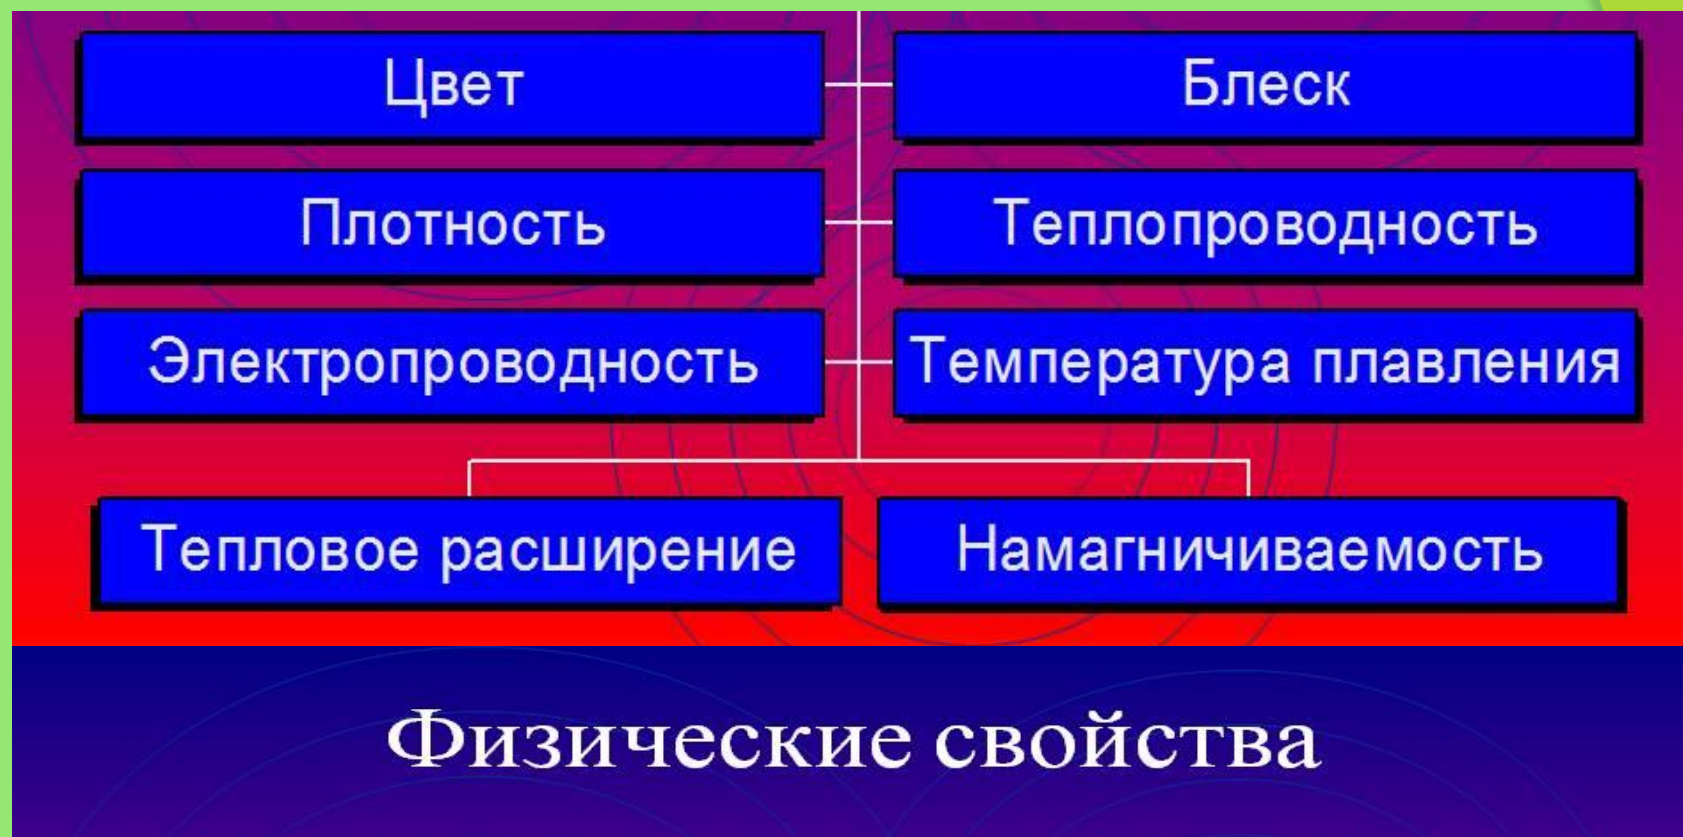 Цвет
Блеск
Плотность
Теплопроводность
Электропроводность
Температура плавления
Тепловое расширение
Намагничиваемость
Физические свойства